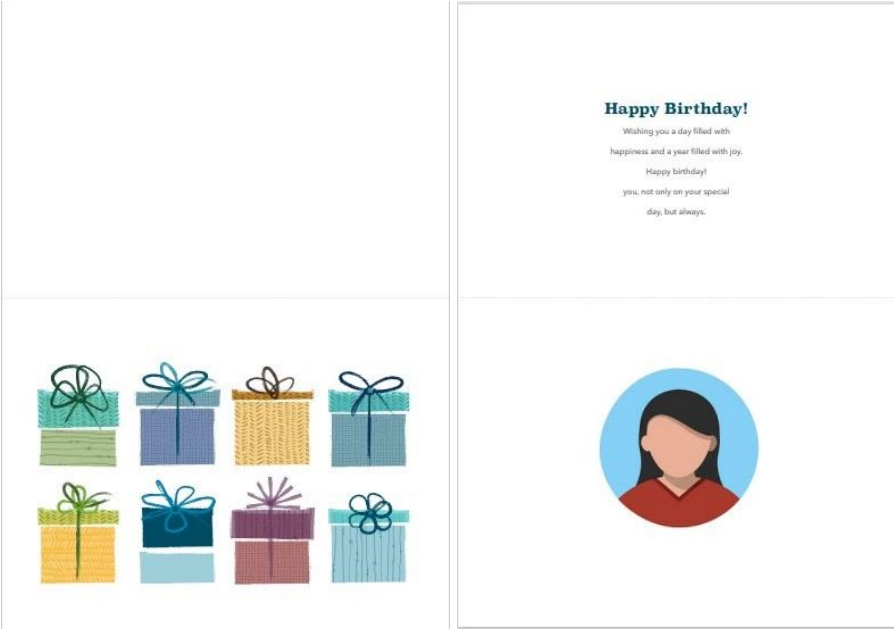 Happy Birthday!
Wishing you a day filled with
happiness and a year filled with joy.
Happy birthday!
you, not only on your special
day, but always.